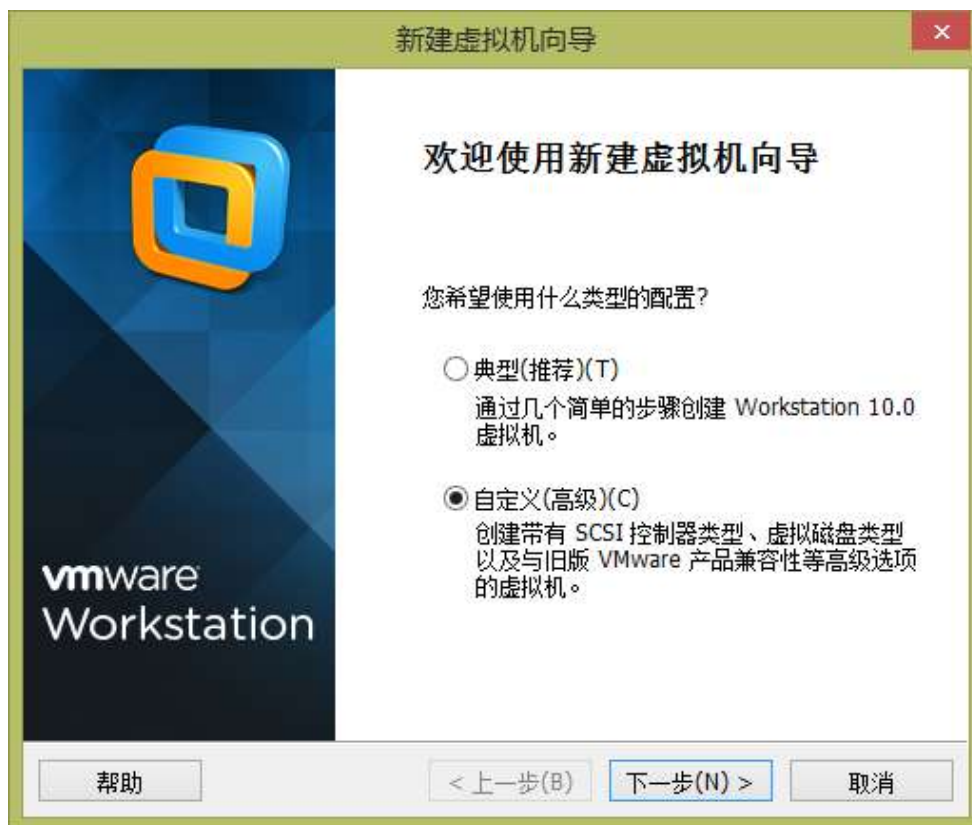 新建虚拟机向导
欢迎使用新建虚拟机向导
您希望使用什么类型的配置?
典型(推荐)(T)
通过几个简单的步骤创建 Workstation 10.0
虚拟机。
自定义(高级)(C)
创建带有 SCSI 控制器类型、虚拟磁盘类型
以及与旧版 VMware 产品兼容性等高级选项
的虚拟机。
vmware
Workstation
帮助
< 上一步(B)
下一步(N) >
取消